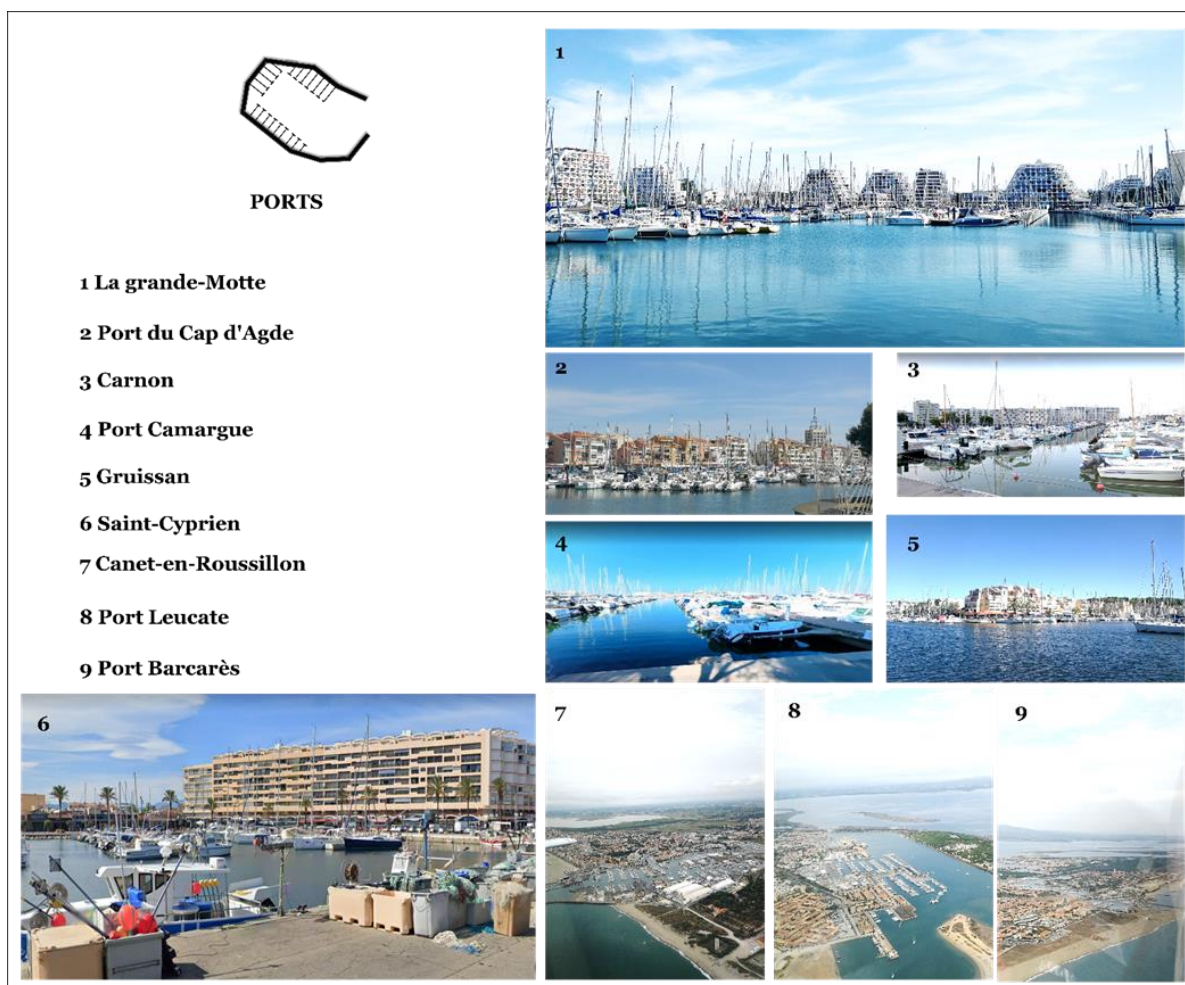 PORTS
1 La grande-Motte
2 Port du Cap d'Agde
3 Carnon
4 Port Camargue
5 Gruissan
6 Saint-Cyprien
7 Canet-en-Roussillon
8 Port Leucate
9 Port Barcarès
1
2
3
4
5
6
7
8
9